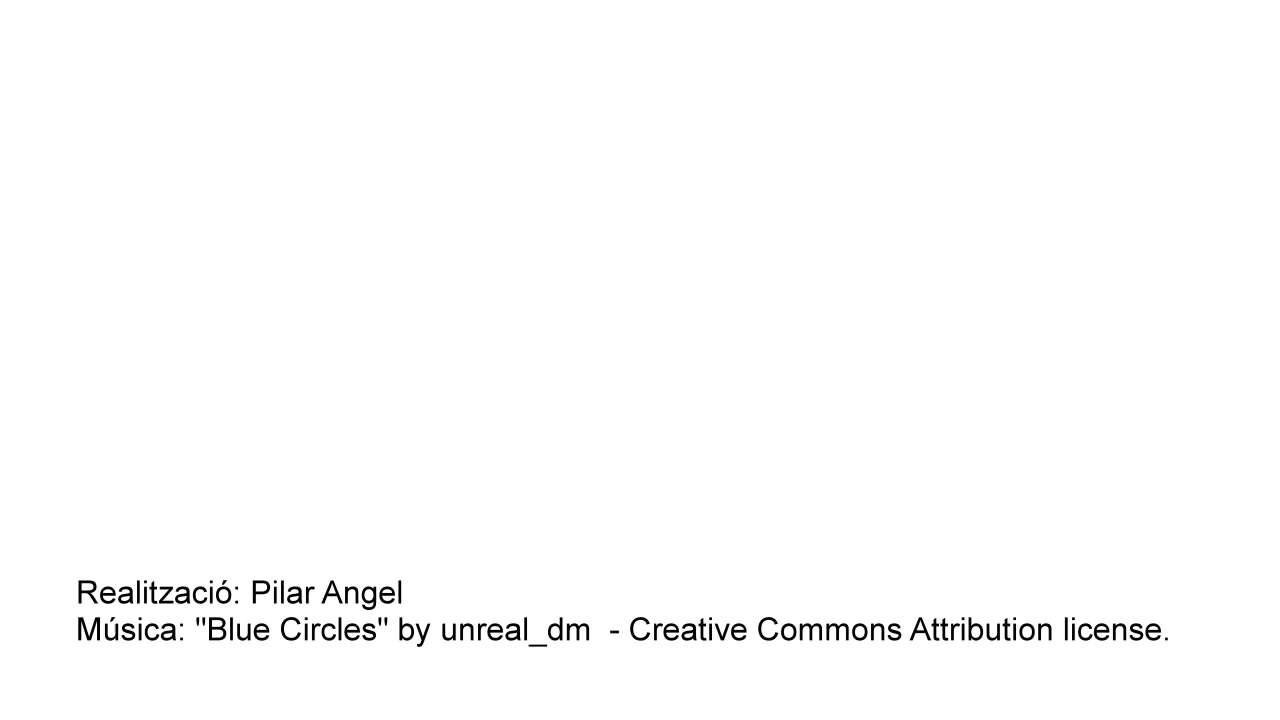 Realització: Pilar Angel
Música: "Blue Circles" by unreal_dm  - Creative Commons Attribution license.